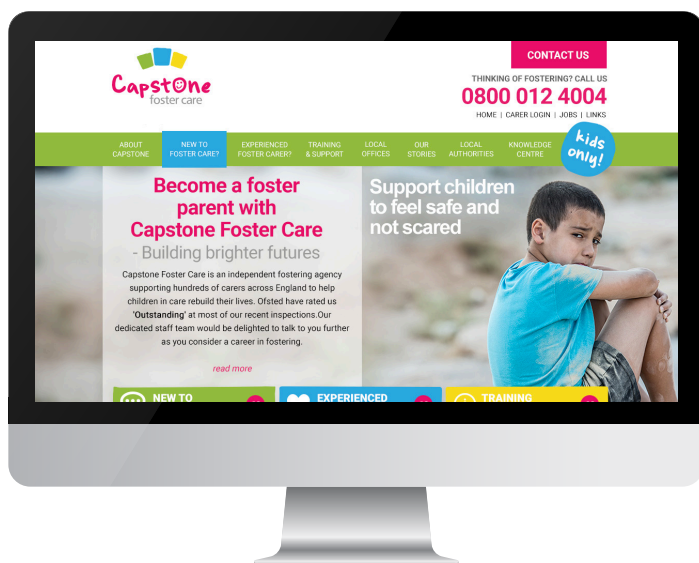 Capstone
foster care
CONTACT US
THINKING OF FOSTERING? CALL US
0800 012 4004
HOME | CARER LOGIN | JOBS | LINKS
ABOUT
CAPSTONE
NEW TO
FOSTER CARE?
EXPERIENCED
FOSTER CARER?
TRAINING
& SUPPORT
LOCAL
OFFICES
OUR
STORIES
LOCAL
AUTHORITIES
KNOWLEDGE
CENTRE
kids
only!
Become a foster
parent with
Capstone Foster Care
- Building brighter futures
Capstone Foster Care is an independent fostering agency
supporting hundreds of carers across England to help
children in care rebuild their lives. Ofsted have rated us
'Outstanding' at most of our recent inspections.Our
dedicated staff team would be delighted to talk to you further
as you consider a career in fostering.
read more
Support children
to feel safe and
not scared
NEW TO
EXPERIENCED
TRAINING